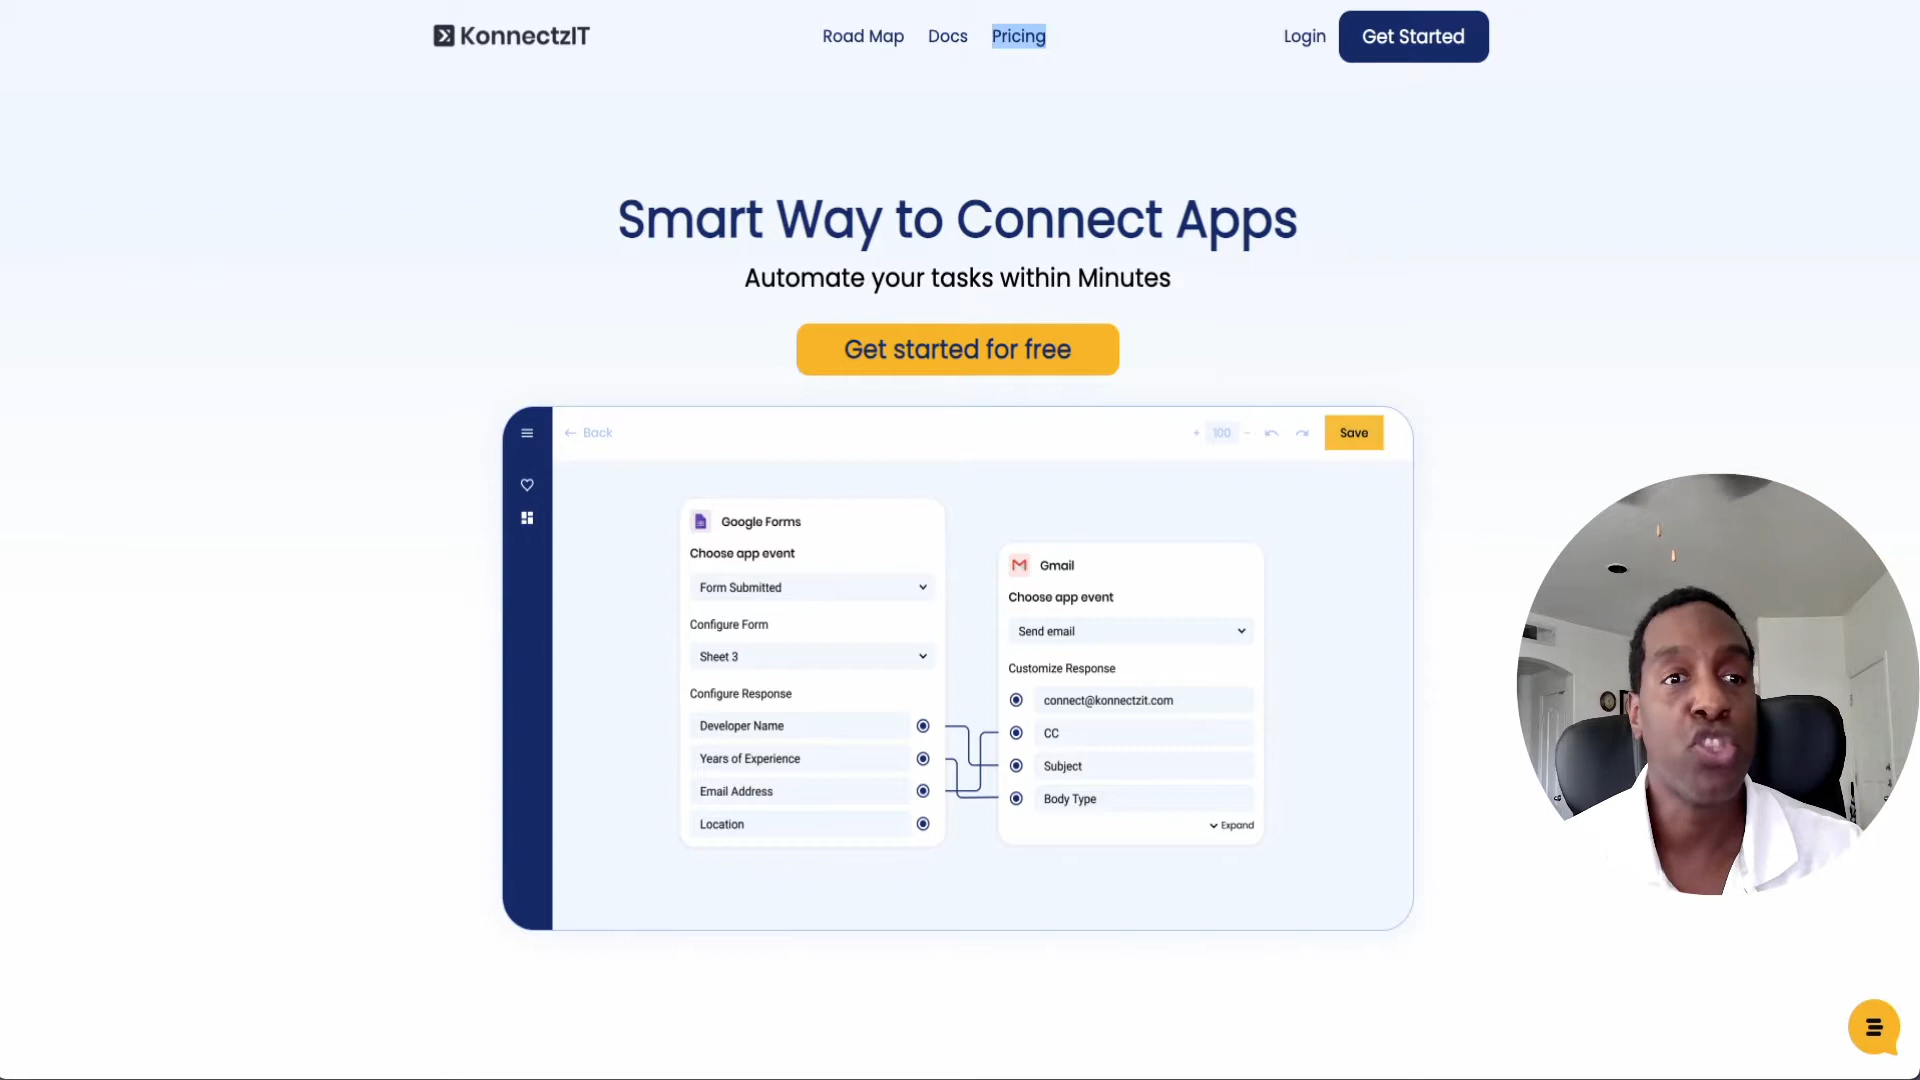 KonnectzIT
Road Map
Docs
Pricing
Login
Get Started
Smart Way to Connect Apps
Automate your tasks within Minutes
Get started for free
← Back
+ 100 −
Save
Google Forms
Choose app event
Form Submitted
Configure Form
Sheet 3
Configure Response
Developer Name
Years of Experience
Email Address
Location
Gmail
Choose app event
Send email
Customize Response
connect@konnectzit.com
CC
Subject
Body Type
Expand